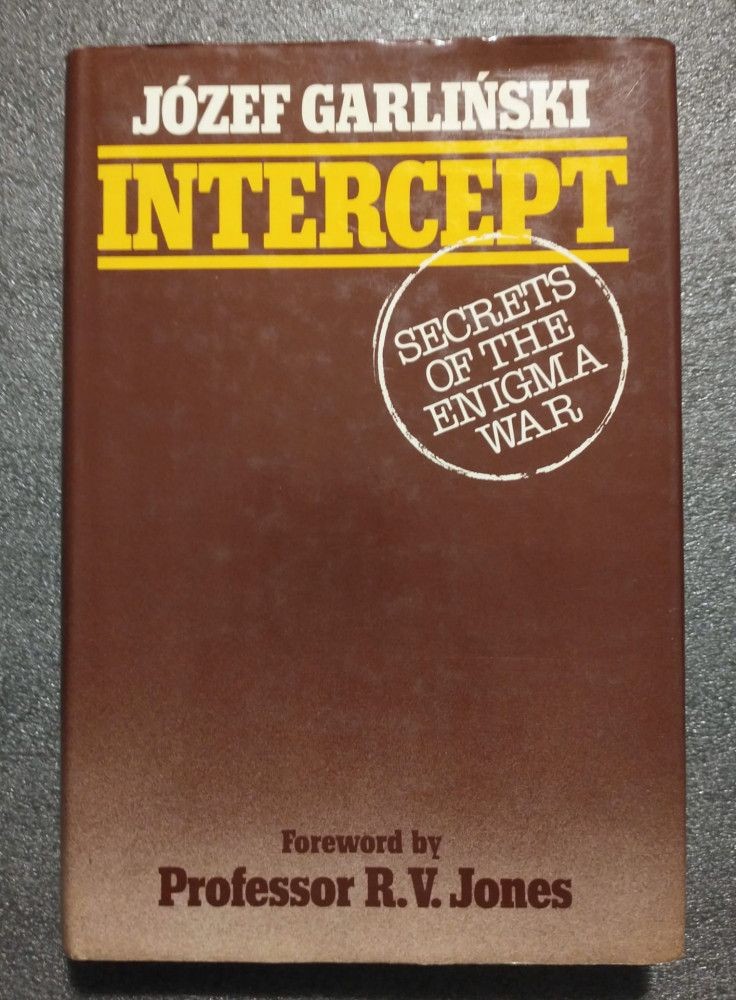 JÓZEF GARLIŃSKI
INTERCEPT
SECRETS
OF THE
ENIGMA
WAR
Foreword by
Professor R.V. Jones